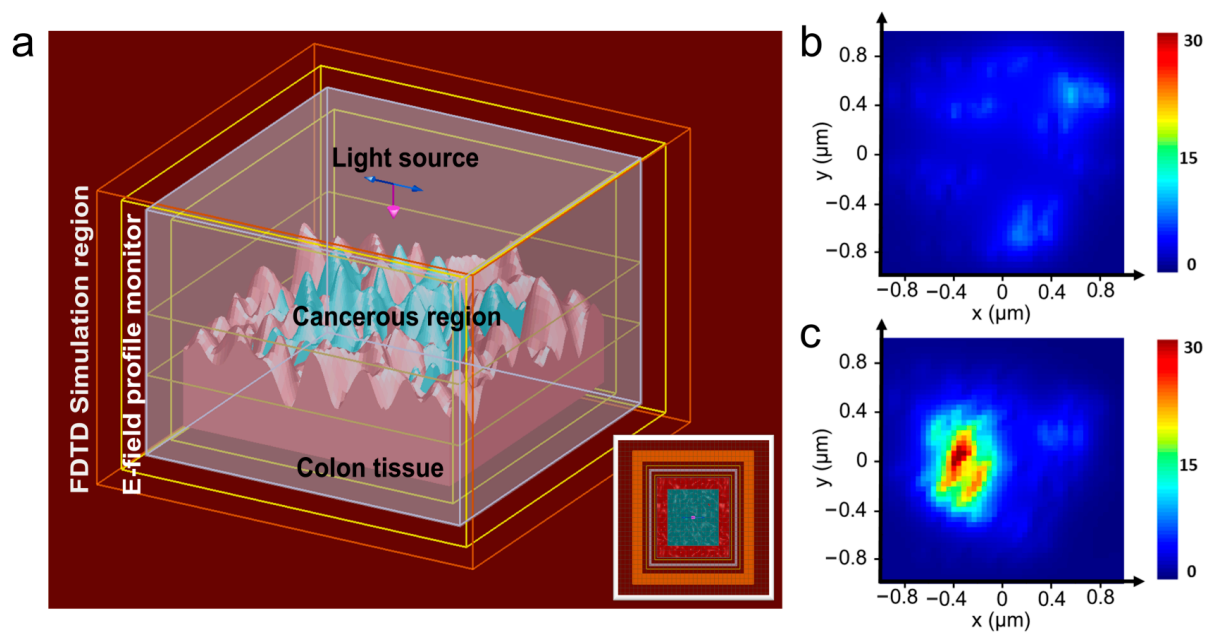 a
Light source
Cancerous region
Colon tissue
FDTD Simulation region
E-field profile monitor
b
0.8
0.4
0
−0.4
−0.8
y (µm)
−0.8 −0.4 0 0.4 0.8
x (µm)
30
15
0
c
0.8
0.4
0
−0.4
−0.8
y (µm)
−0.8 −0.4 0 0.4 0.8
x (µm)
30
15
0